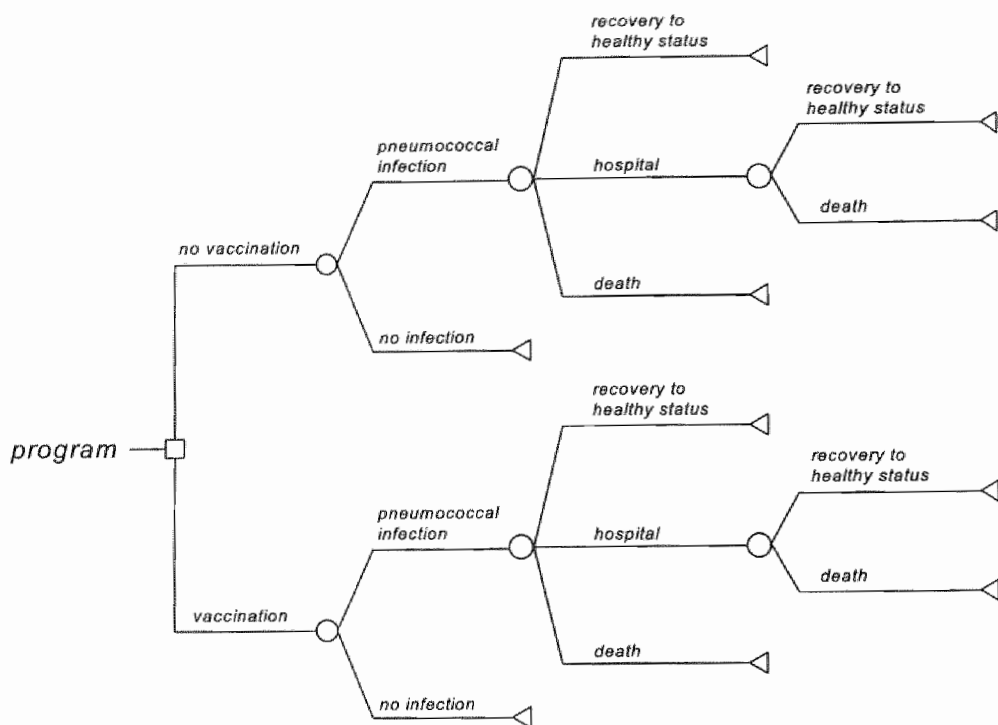 recovery to
healthy status
recovery to
healthy status
pneumococcal
infection
hospital
death
no vaccination
death
no infection
recovery to
healthy status
program
recovery to
healthy status
pneumococcal
infection
hospital
death
vaccination
death
no infection